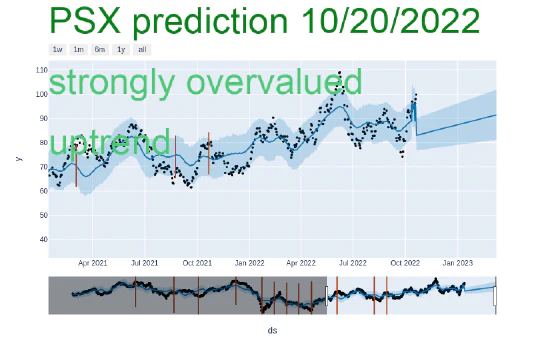 PSX prediction 10/20/2022
1w 1m 6m 1y all
strongly overvalued
uptrend
110
100
90
80
70
60
50
40
y
Apr 2021 Jul 2021 Oct 2021 Jan 2022 Apr 2022 Jul 2022 Oct 2022 Jan 2023
ds